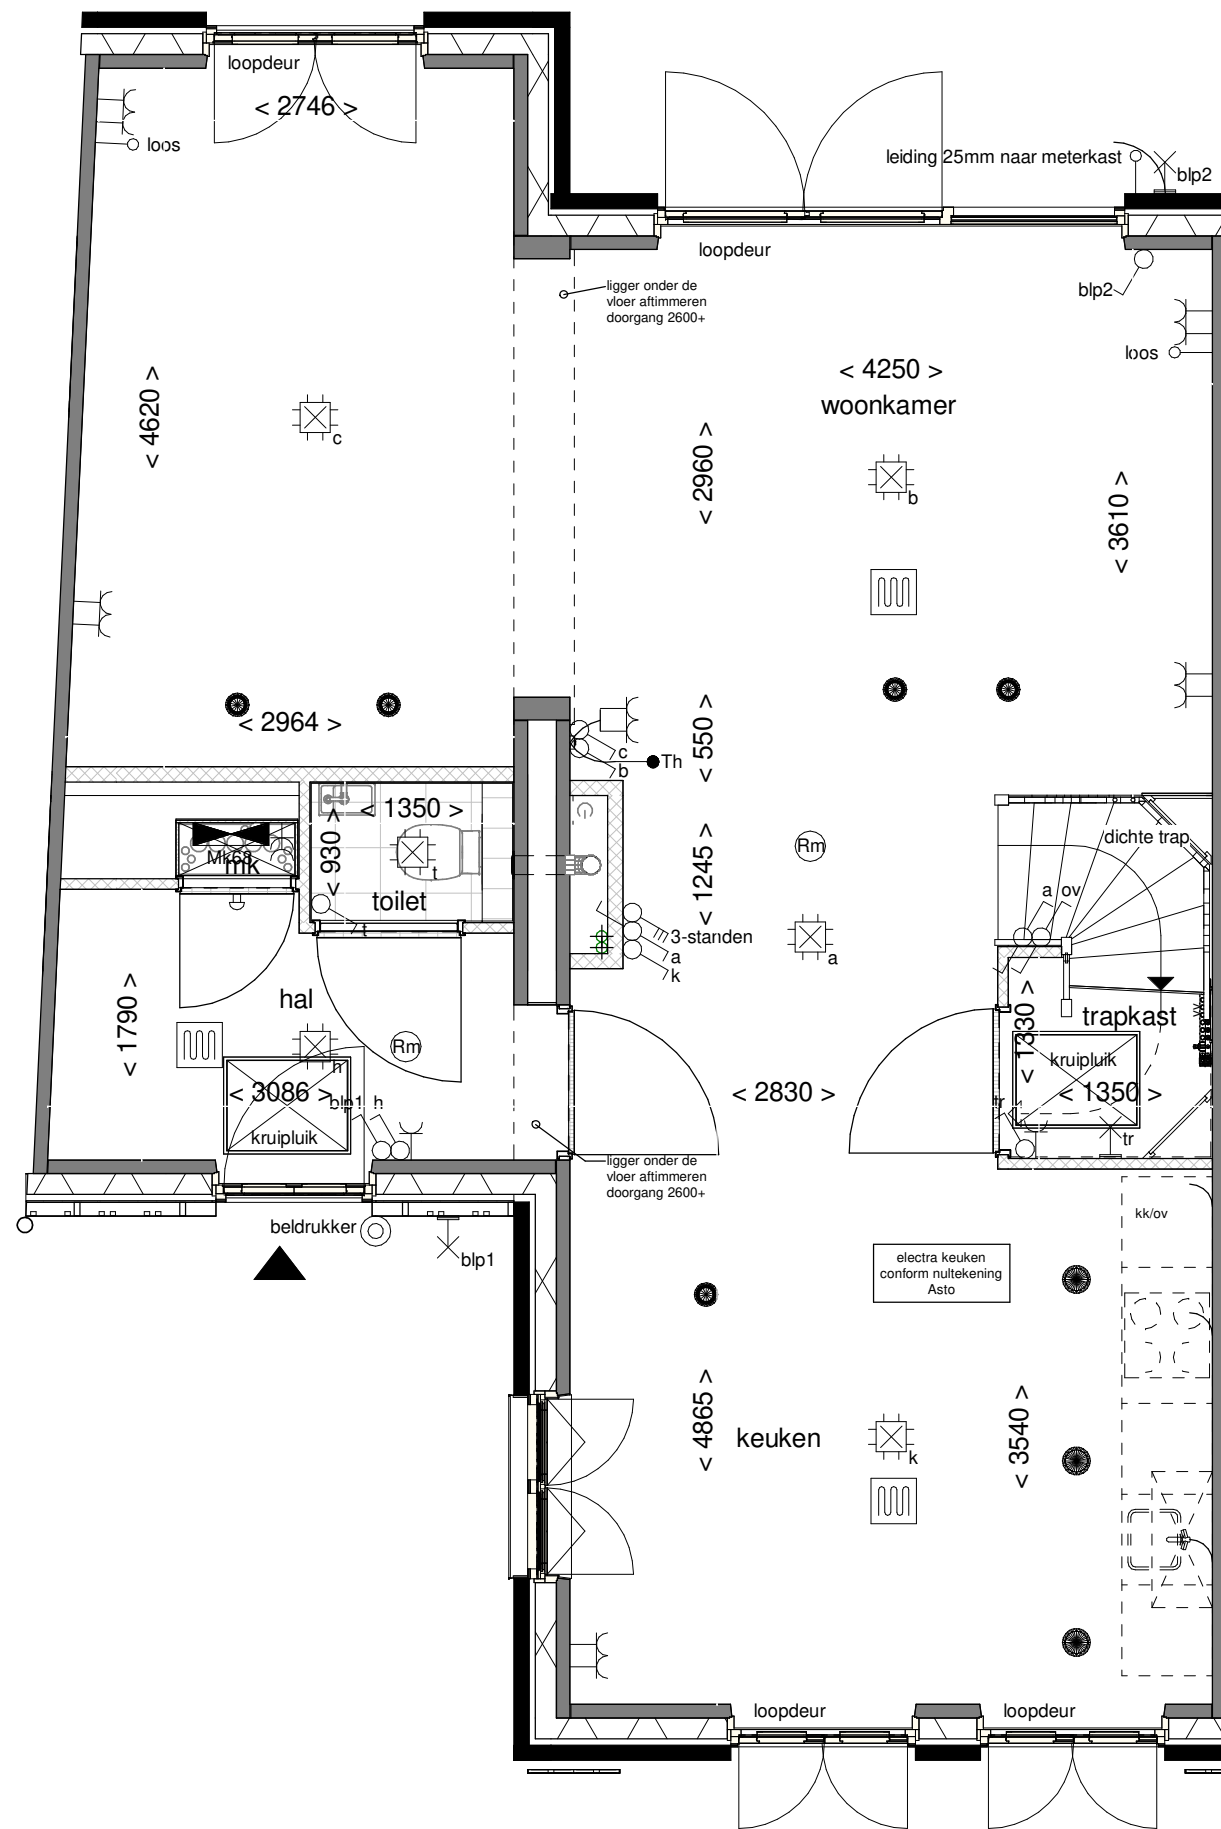 loopdeur
< 2746 >
loos
leiding 25mm naar meterkast
blp2
loopdeur
blp2
ligger onder de
vloer aftimmeren
doorgang 2600+
loos
< 4250 >
woonkamer
< 4620 >
c
< 2960 >
b
< 3610 >
< 2964 >
< 550 >
c
b
Th
< 1350 >
< 930 >
t
toilet
t
Mk68
mk
< 1245 >
Rm
dichte trap
a ov
3-standen
a
k
a
hal
< 1790 >
Rm
h
< 3086 >
blp1 h
kruipluik
< 2830 >
trapkast
< 1330 >
kruipluik
< 1350 >
tr
tr
ligger onder de
vloer aftimmeren
doorgang 2600+
beldrukker
blp1
kk/ov
electra keuken
conform nultekening
Asto
< 4865 >
keuken
k
< 3540 >
loopdeur
loopdeur